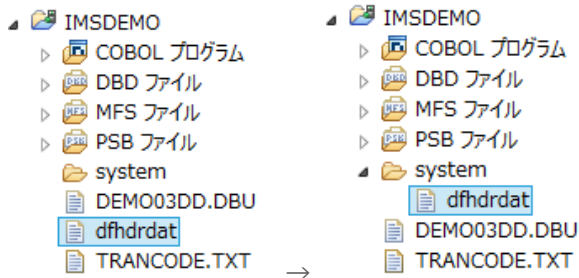 IMSDEMO
COBOL プログラム
DBD ファイル
MFS ファイル
PSB ファイル
system
DEMO03DD.DBU
dfhdrdat
TRANCODE.TXT
→
IMSDEMO
COBOL プログラム
DBD ファイル
MFS ファイル
PSB ファイル
system
dfhdrdat
DEMO03DD.DBU
TRANCODE.TXT